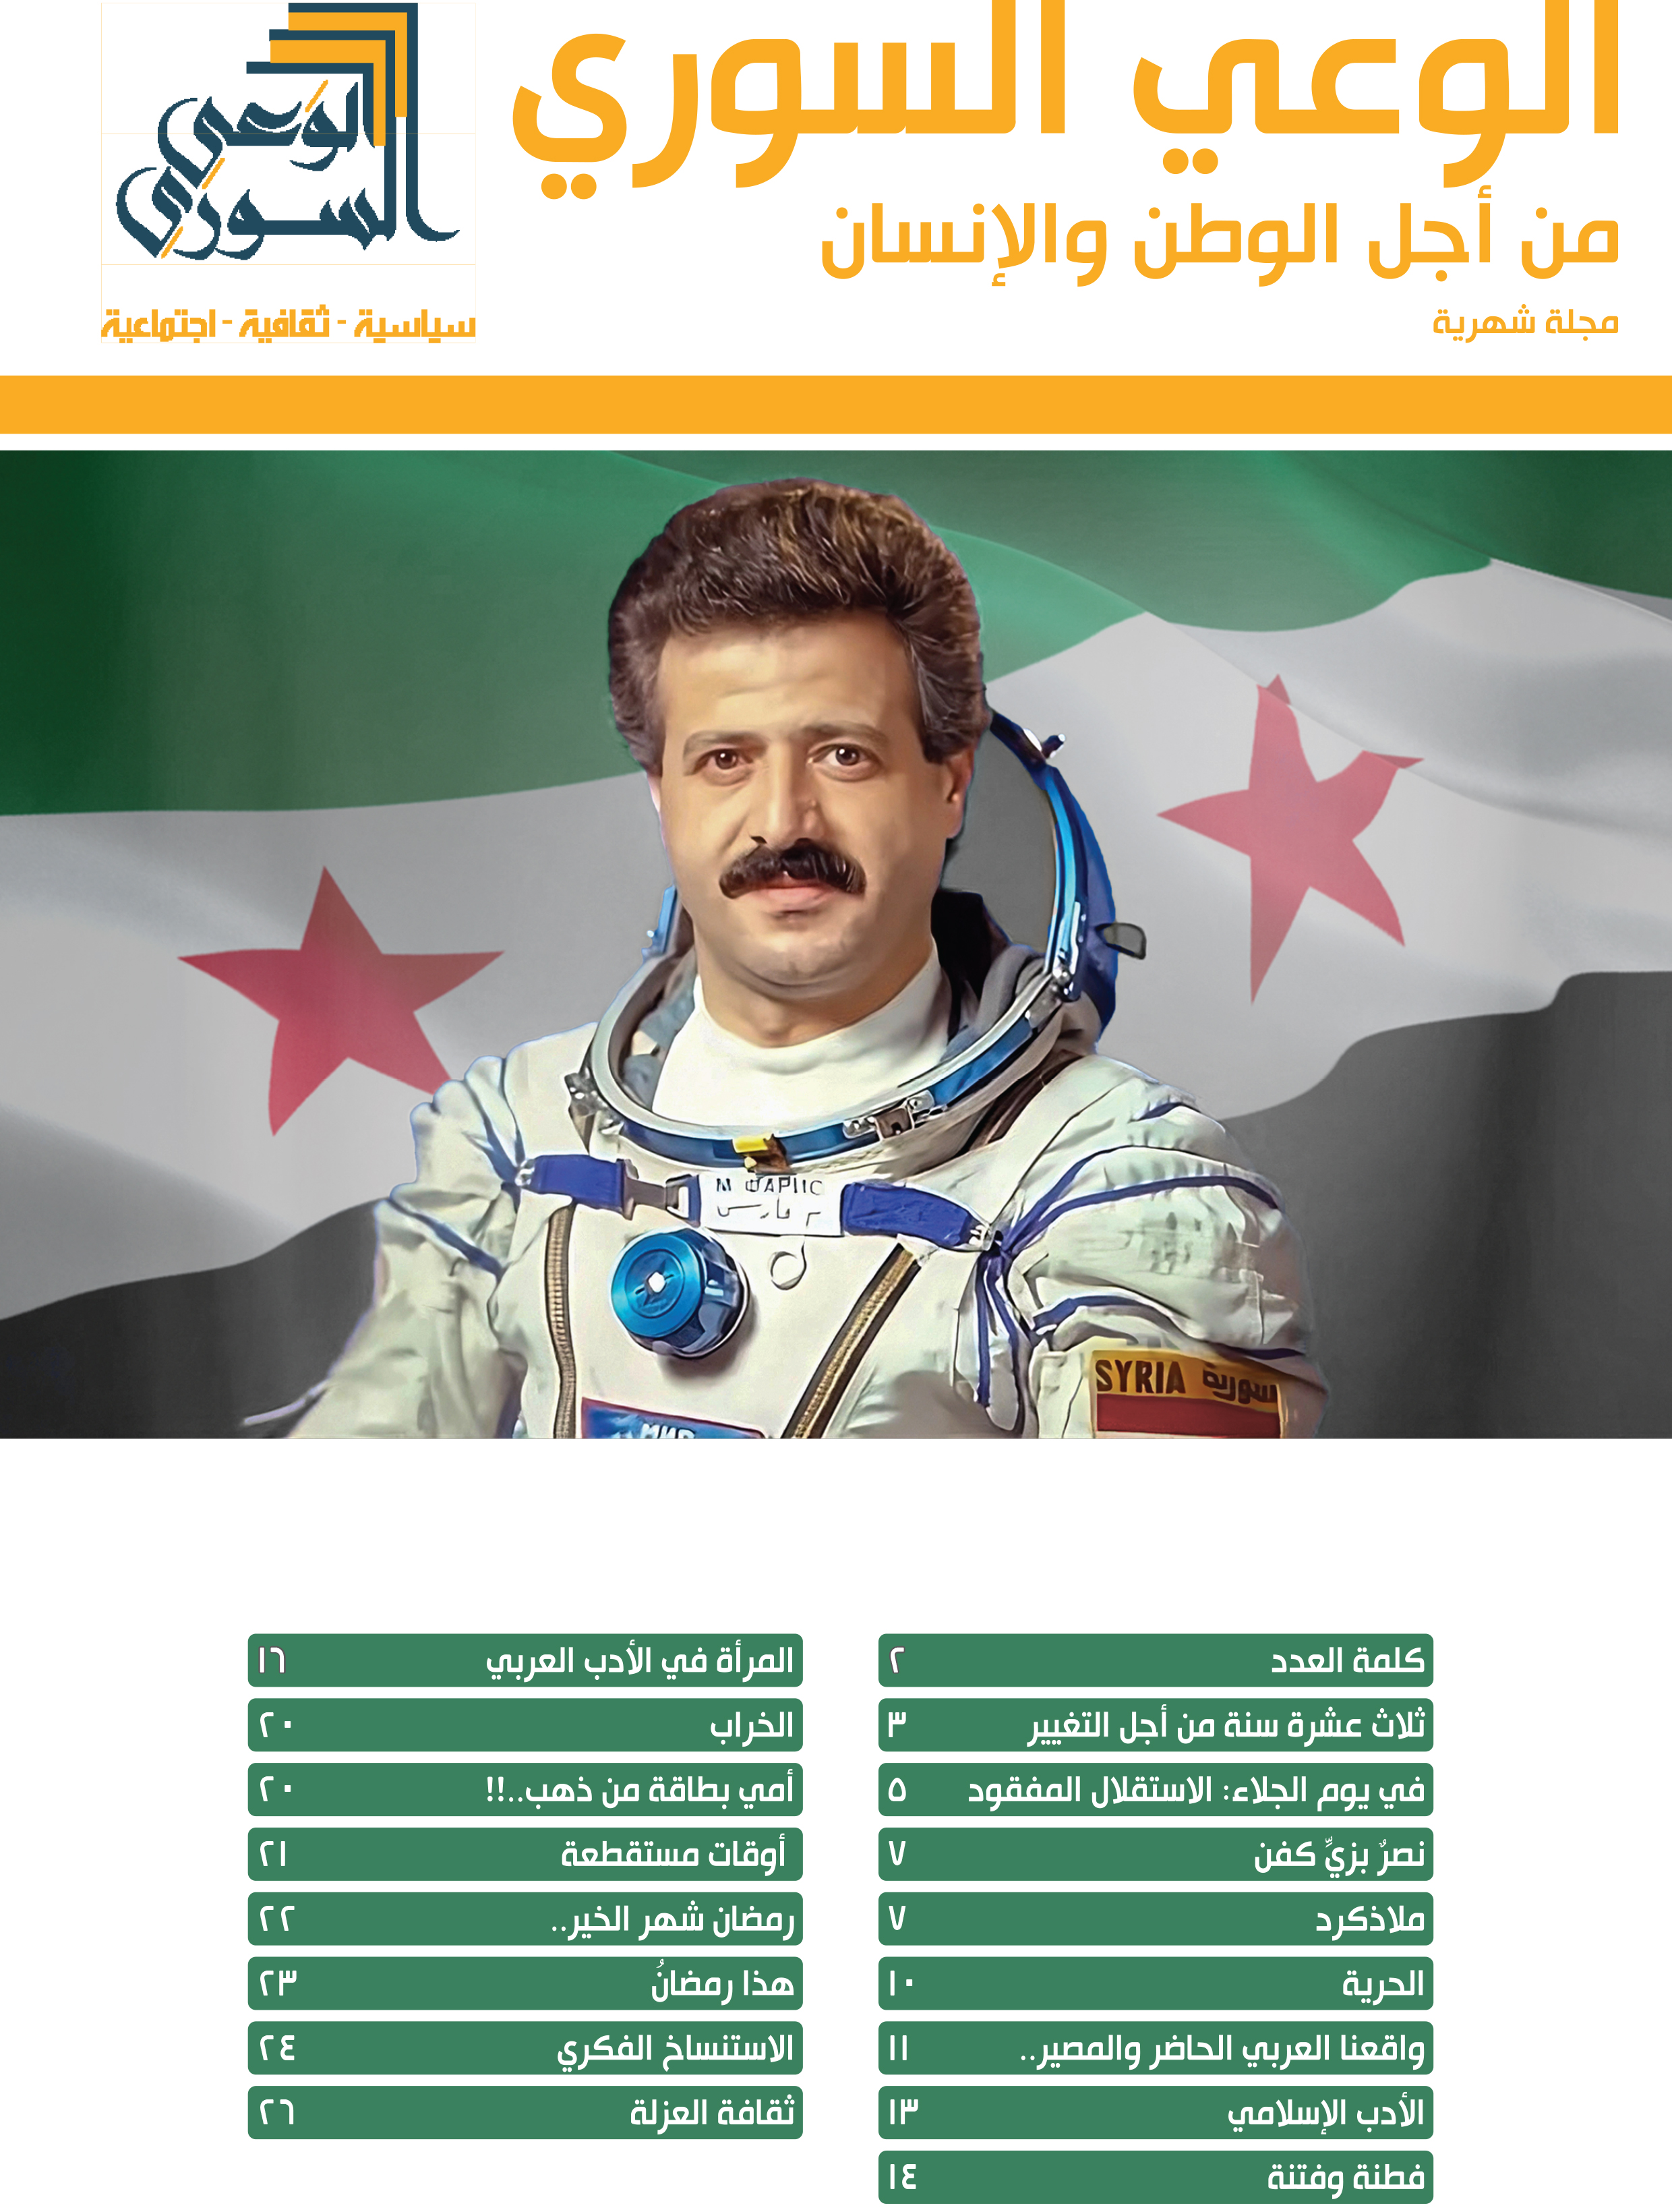 الوعي السوري
من أجل الوطن والإنسان
مجلة شهرية
الوعي
السوري
سياسية - ثقافية - اجتماعية
М ФАРИС
م فارس
SYRIA سورية
МИР
كلمة العدد ٢
ثلاث عشرة سنة من أجل التغيير ٣
في يوم الجلاء: الاستقلال المفقود ٥
نصرٌ بزيِّ كفن ٧
ملاذكرد ٧
الحرية ١٠
واقعنا العربي الحاضر والمصير.. ١١
الأدب الإسلامي ١٣
فطنة وفتنة ١٤
المرأة في الأدب العربي ١٦
الخراب ٢٠
أمي بطاقة من ذهب..!! ٢٠
أوقات مستقطعة ٢١
رمضان شهر الخير.. ٢٢
هذا رمضانُ ٢٣
الاستنساخ الفكري ٢٤
ثقافة العزلة ٢٦